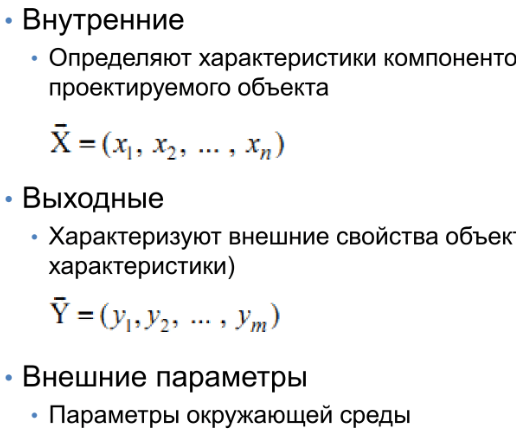 • Внутренние
• Определяют характеристики компоненто
проектируемого объекта
X̄ = (x₁, x₂, ... , xₙ)
• Выходные
• Характеризуют внешние свойства объект
характеристики)
Ȳ = (y₁, y₂, ... , yₘ)
• Внешние параметры
• Параметры окружающей среды